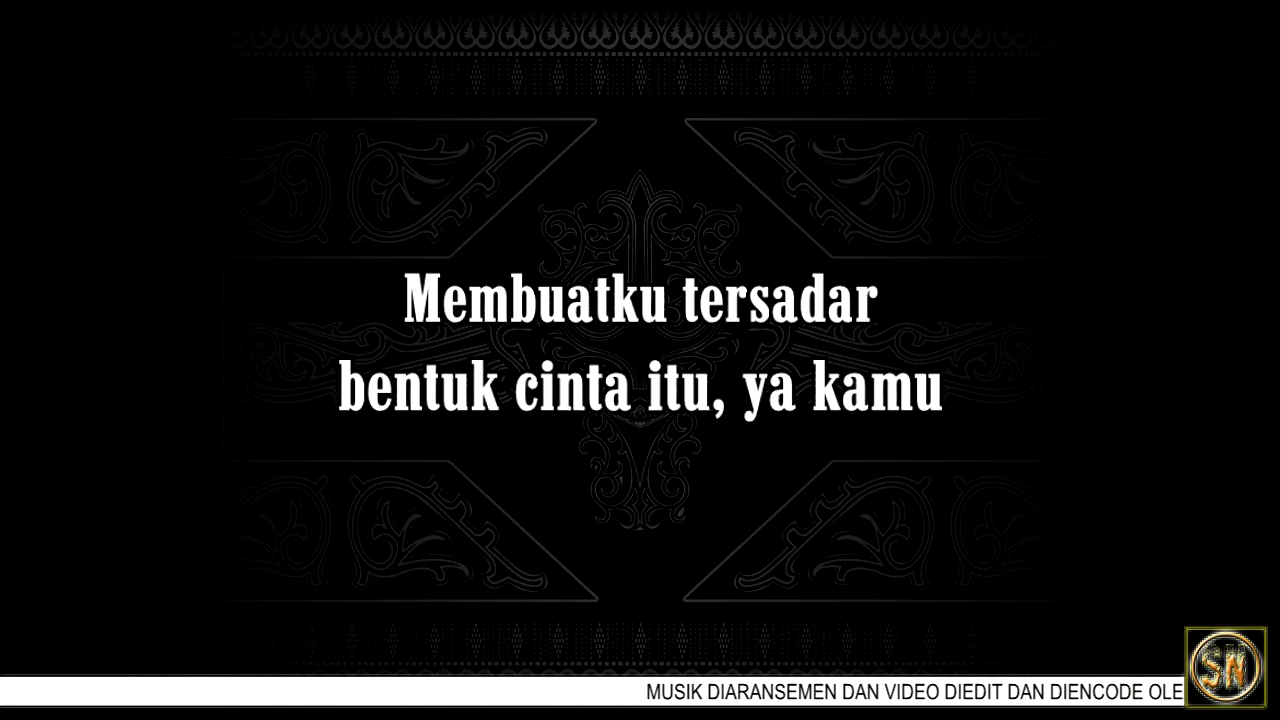 Membuatku tersadar
bentuk cinta itu, ya kamu
MUSIK DIARANSEMEN DAN VIDEO DIEDIT DAN DIENCODE OLE
SN